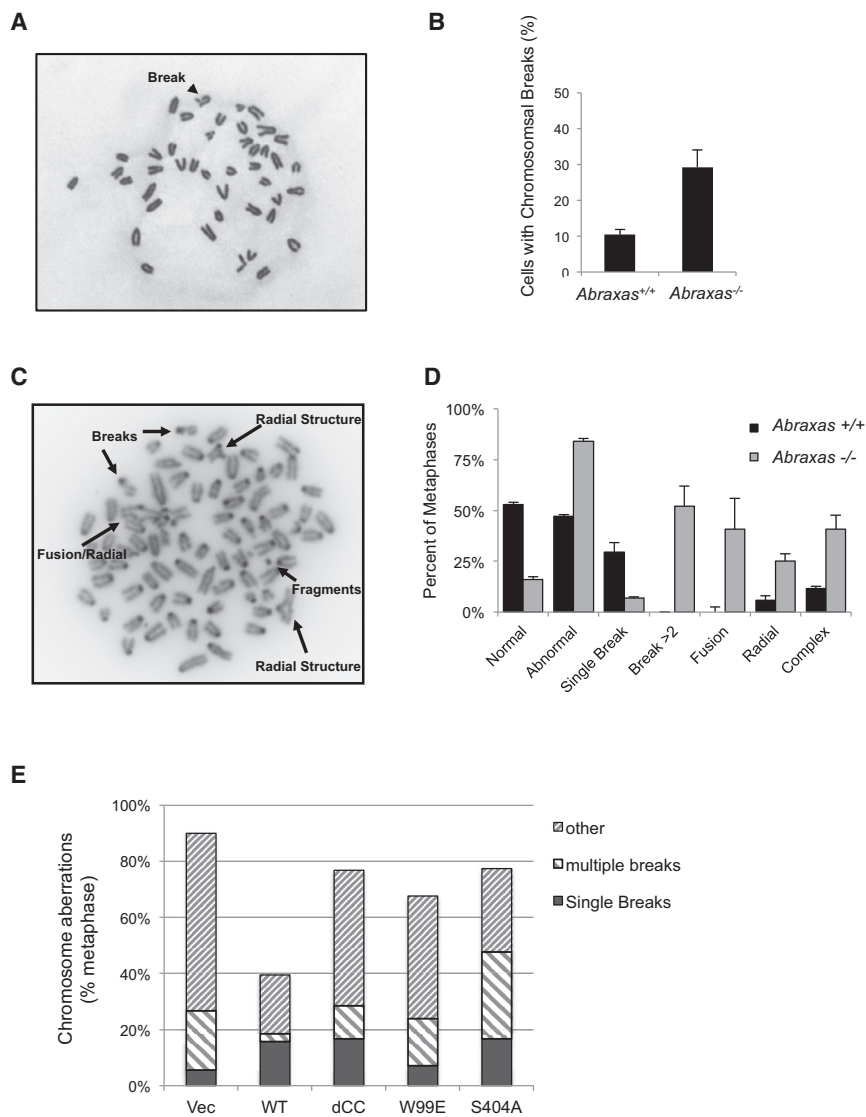 A
Break
B
Cells with Chromosomsal Breaks (%)
50
40
30
20
10
0
Abraxas+/+
Abraxas-/-
C
Radial Structure
Breaks
Fusion/Radial
Fragments
Radial Structure
D
Percent of Metaphases
100%
75%
50%
25%
0%
Abraxas +/+
Abraxas -/-
Normal
Abnormal
Single Break
Break >2
Fusion
Radial
Complex
E
Chromosome aberrations
(% metaphase)
100%
80%
60%
40%
20%
0%
other
multiple breaks
Single Breaks
Vec
WT
dCC
W99E
S404A